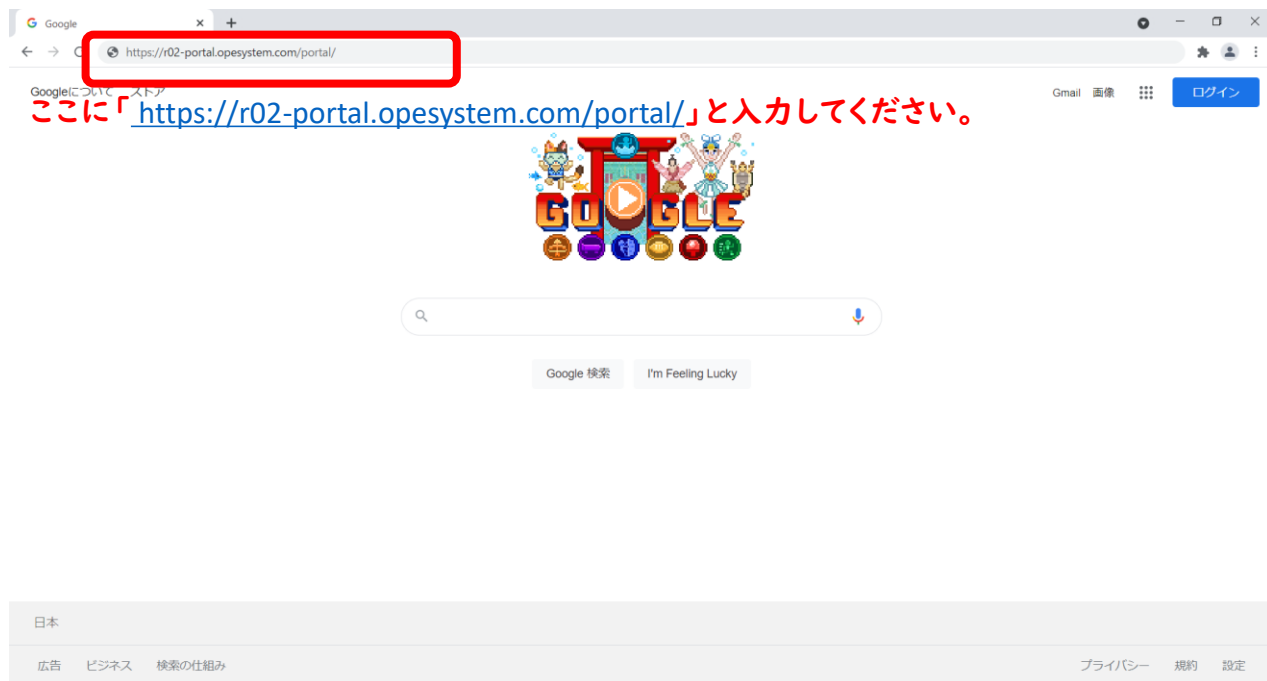 Google
https://r02-portal.opesystem.com/portal/
Googleについて ストア
Gmail 画像
ログイン
ここに「 https://r02-portal.opesystem.com/portal/」と入力してください。
GOOGLE
Google 検索
I'm Feeling Lucky
日本
広告 ビジネス 検索の仕組み
プライバシー 規約 設定